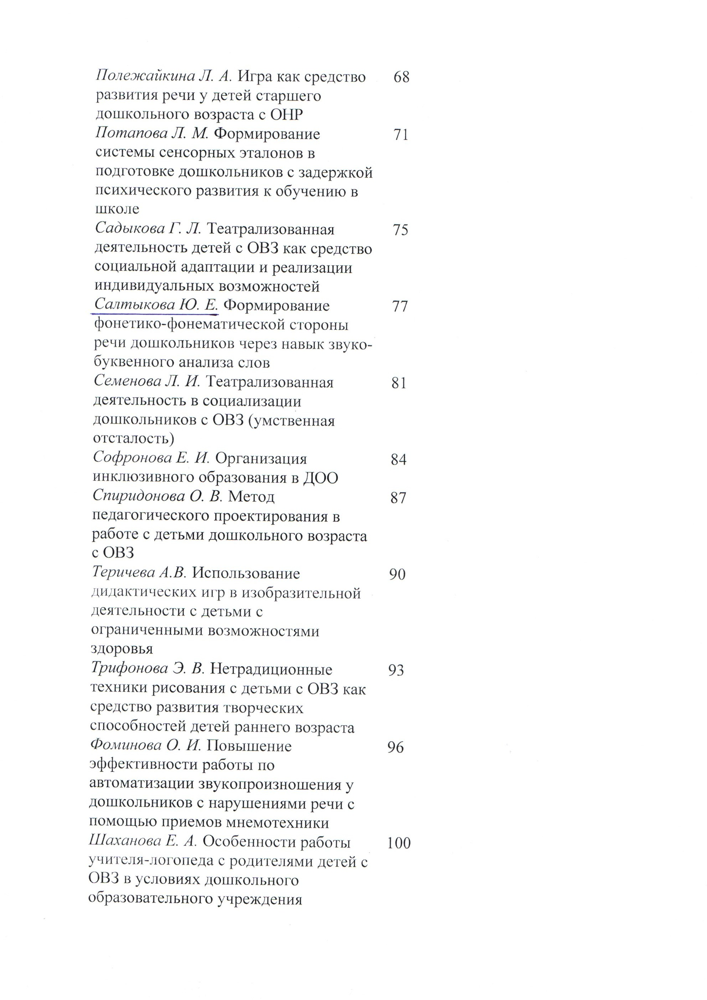 Полежайкина Л. А. Игра как средство 68
развития речи у детей старшего
дошкольного возраста с ОНР
Потапова Л. М. Формирование 71
системы сенсорных эталонов в
подготовке дошкольников с задержкой
психического развития к обучению в
школе
Садыкова Г. Л. Театрализованная 75
деятельность детей с ОВЗ как средство
социальной адаптации и реализации
индивидуальных возможностей
Салтыкова Ю. Е. Формирование 77
фонетико-фонематической стороны
речи дошкольников через навык звуко-
буквенного анализа слов
Семенова Л. И. Театрализованная 81
деятельность в социализации
дошкольников с ОВЗ (умственная
отсталость)
Софронова Е. И. Организация 84
инклюзивного образования в ДОО
Спиридонова О. В. Метод 87
педагогического проектирования в
работе с детьми дошкольного возраста
с ОВЗ
Теричева А.В. Использование 90
дидактических игр в изобразительной
деятельности с детьми с
ограниченными возможностями
здоровья
Трифонова Э. В. Нетрадиционные 93
техники рисования с детьми с ОВЗ как
средство развития творческих
способностей детей раннего возраста
Фоминова О. И. Повышение 96
эффективности работы по
автоматизации звукопроизношения у
дошкольников с нарушениями речи с
помощью приемов мнемотехники
Шаханова Е. А. Особенности работы 100
учителя-логопеда с родителями детей с
ОВЗ в условиях дошкольного
образовательного учреждения